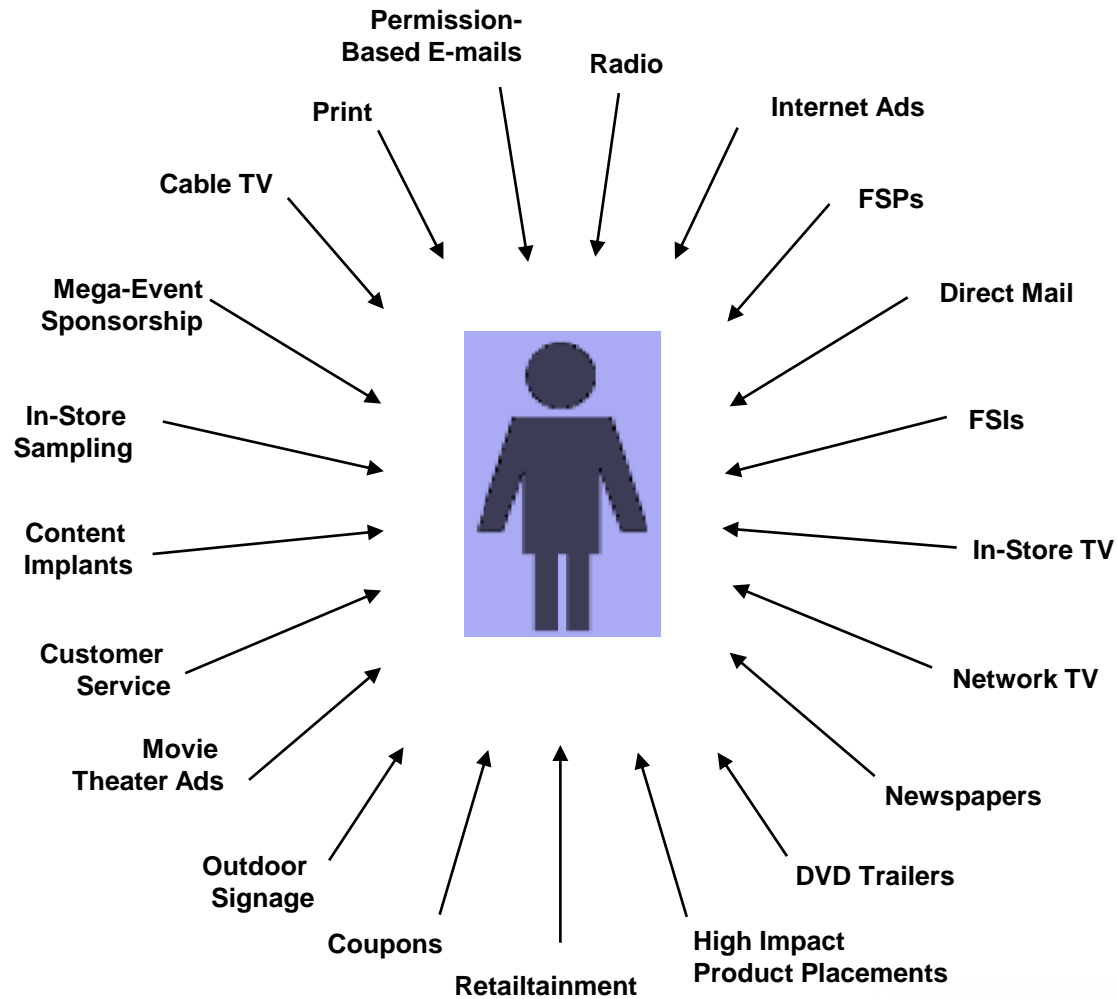 Permission-
Based E-mails
Radio
Print
Internet Ads
Cable TV
FSPs
Mega-Event
Sponsorship
Direct Mail
In-Store
Sampling
FSIs
Content
Implants
In-Store TV
Customer
Service
Network TV
Movie
Theater Ads
Newspapers
Outdoor
Signage
DVD Trailers
Coupons
High Impact
Product Placements
Retailtainment